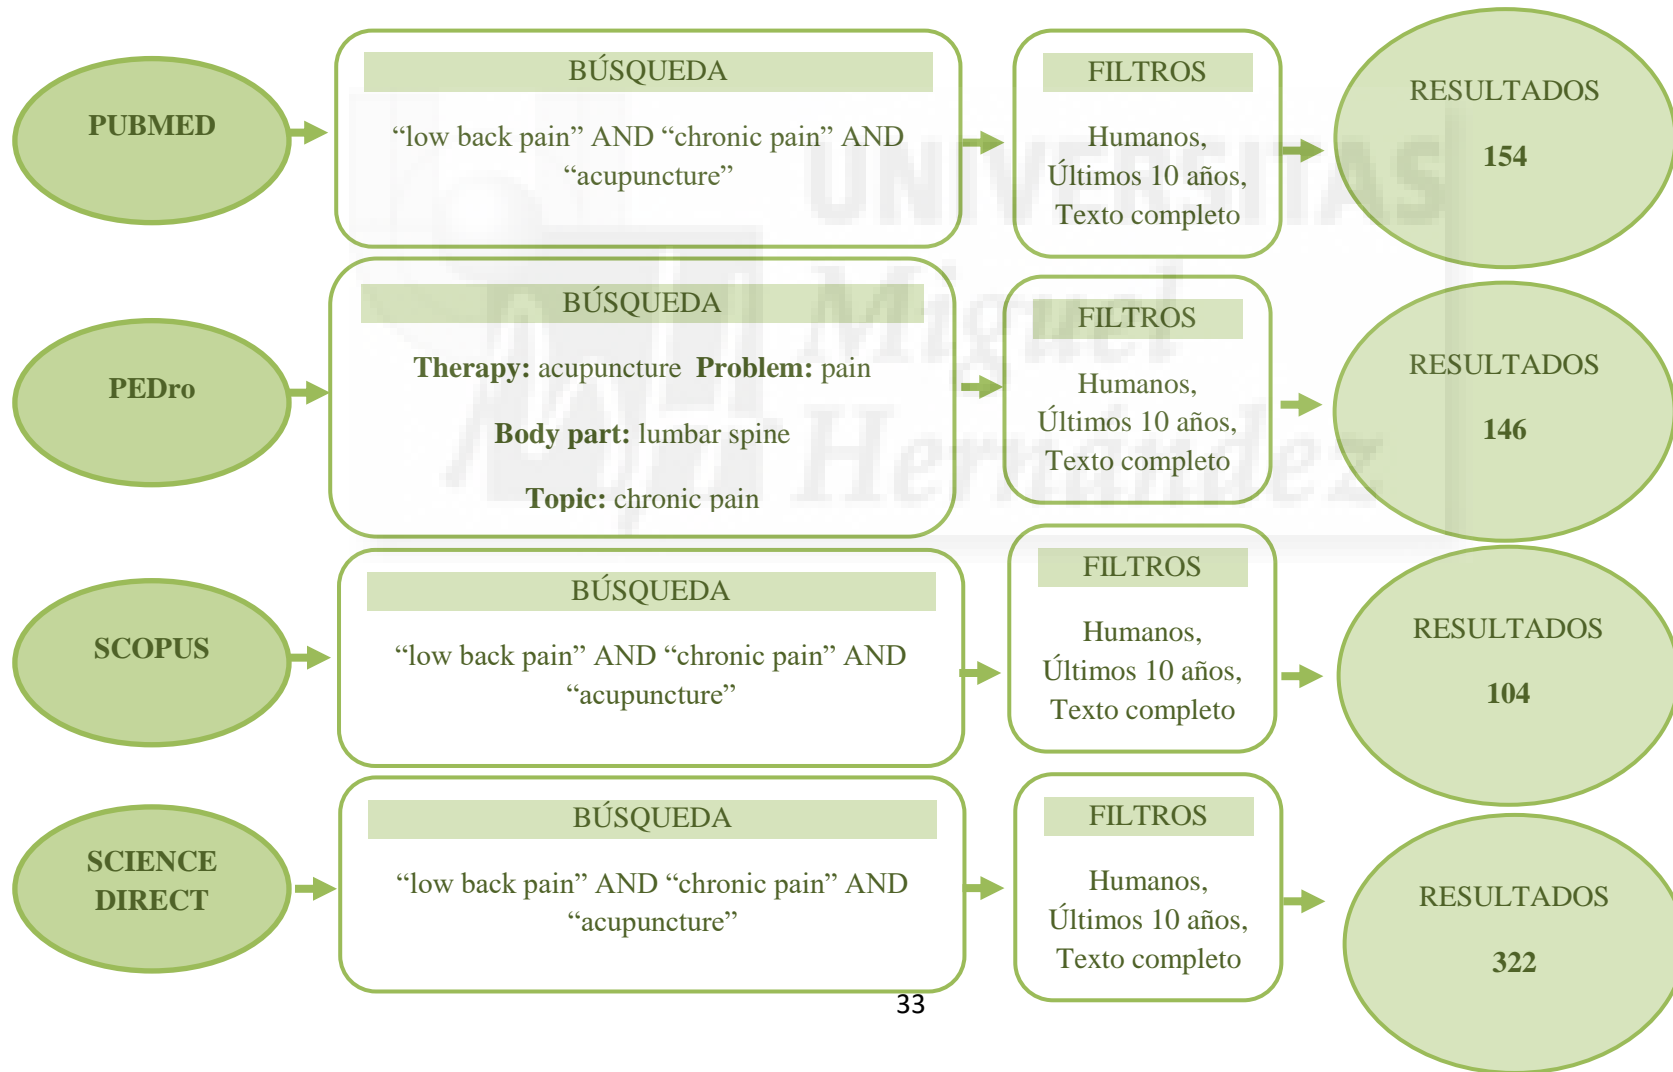 PUBMED
BÚSQUEDA
“low back pain” AND “chronic pain” AND
“acupuncture”
FILTROS
Humanos,
Últimos 10 años,
Texto completo
RESULTADOS
154
PEDro
BÚSQUEDA
Therapy: acupuncture Problem: pain
Body part: lumbar spine
Topic: chronic pain
FILTROS
Humanos,
Últimos 10 años,
Texto completo
RESULTADOS
146
SCOPUS
BÚSQUEDA
“low back pain” AND “chronic pain” AND
“acupuncture”
FILTROS
Humanos,
Últimos 10 años,
Texto completo
RESULTADOS
104
SCIENCE
DIRECT
BÚSQUEDA
“low back pain” AND “chronic pain” AND
“acupuncture”
FILTROS
Humanos,
Últimos 10 años,
Texto completo
RESULTADOS
322
UNIVERSITAS
Miguel
Hernández
33